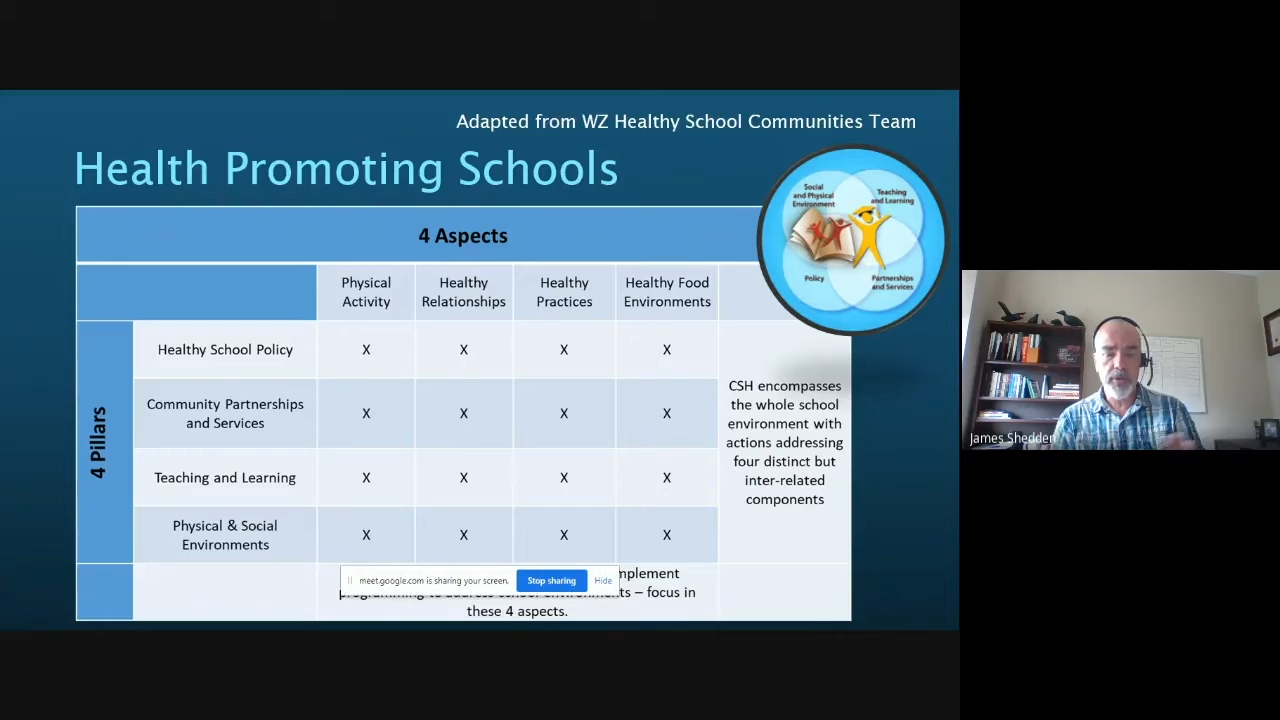 Adapted from WZ Healthy School Communities Team
Health Promoting Schools
Social
and Physical
Environment
Teaching
and Learning
Policy
Partnerships
and Services
4 Aspects
Physical
Activity
Healthy
Relationships
Healthy
Practices
Healthy Food
Environments
4 Pillars
Healthy School Policy
X X X X
Community Partnerships
and Services
X X X X
Teaching and Learning
X X X X
Physical & Social
Environments
X X X X
CSH encompasses
the whole school
environment with
actions addressing
four distinct but
inter-related
components
meet.google.com is sharing your screen. Stop sharing Hide
programming to address school environments – focus in
these 4 aspects.
James Shedden